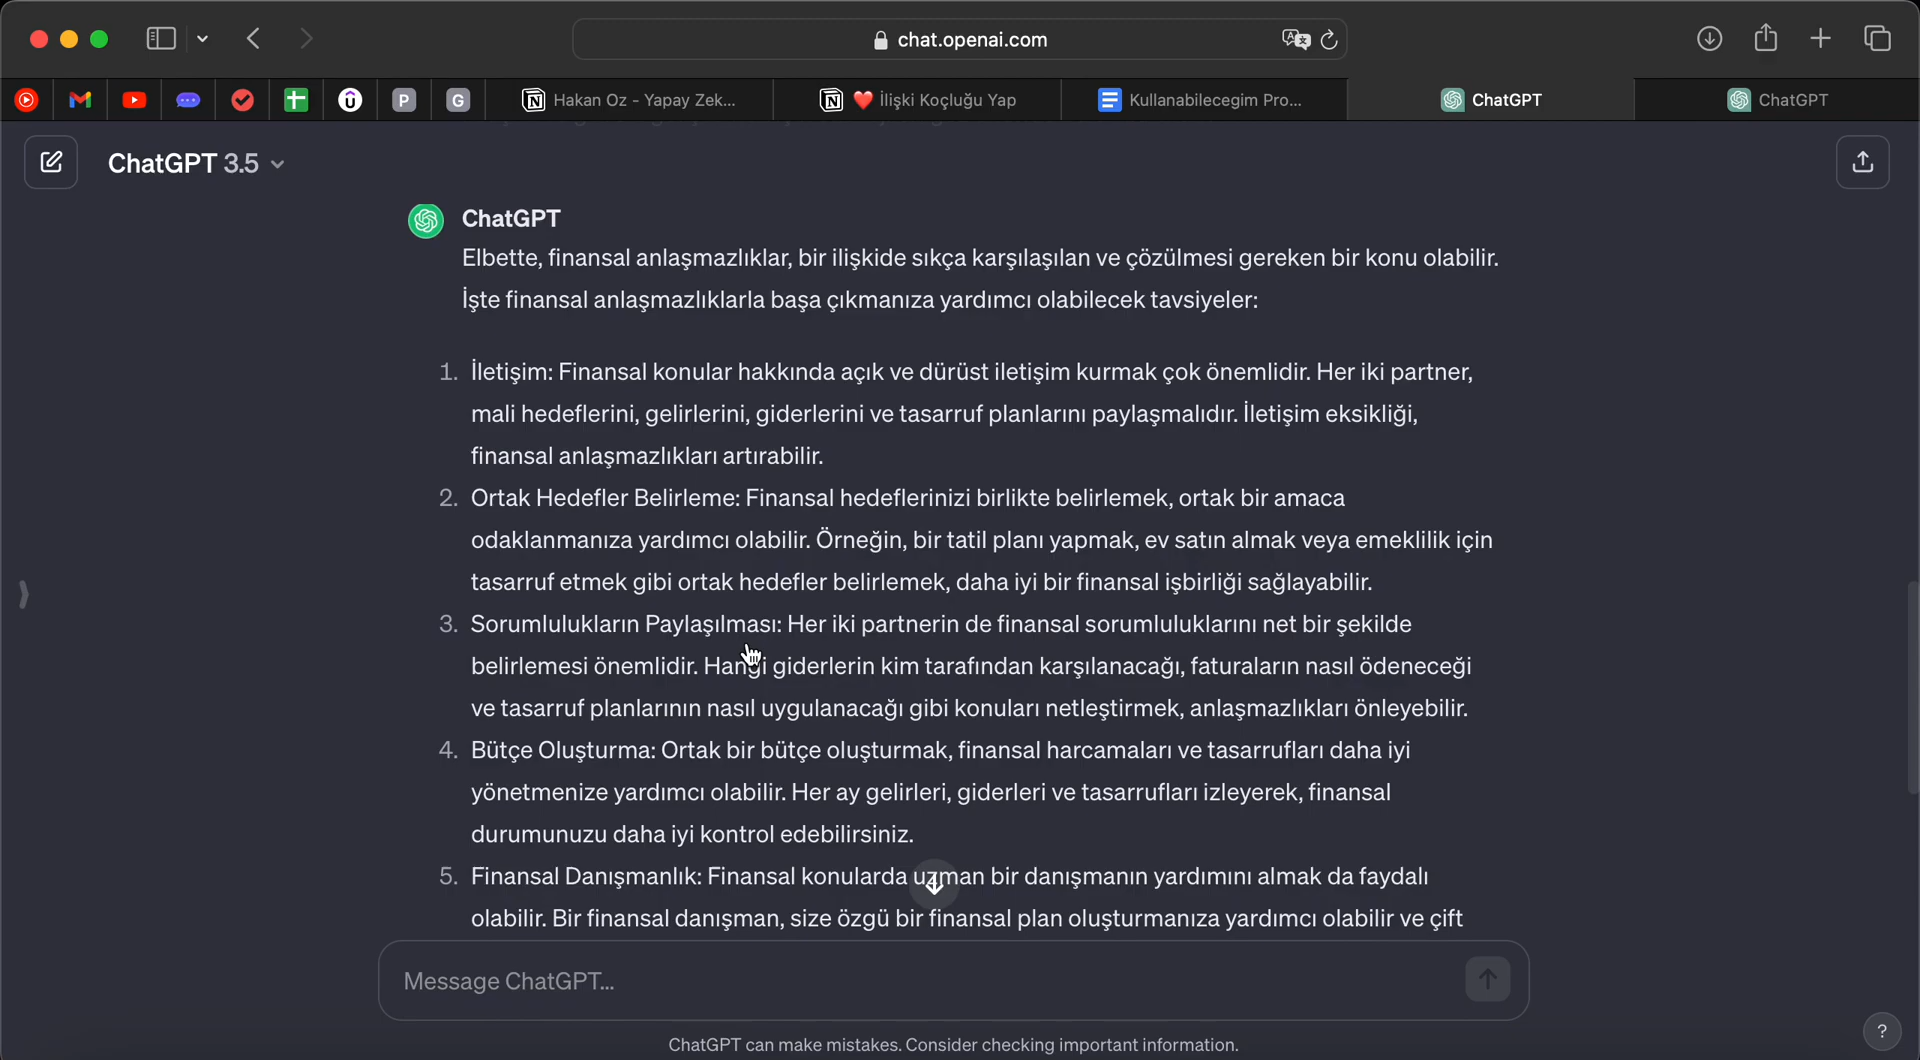 chat.openai.com
P
G
Hakan Oz - Yapay Zek...
❤️ İlişki Koçluğu Yap
Kullanabilecegim Pro...
ChatGPT
ChatGPT
ChatGPT 3.5
ChatGPT
Elbette, finansal anlaşmazlıklar, bir ilişkide sıkça karşılaşılan ve çözülmesi gereken bir konu olabilir.
İşte finansal anlaşmazlıklarla başa çıkmanıza yardımcı olabilecek tavsiyeler:
1. İletişim: Finansal konular hakkında açık ve dürüst iletişim kurmak çok önemlidir. Her iki partner,
mali hedeflerini, gelirlerini, giderlerini ve tasarruf planlarını paylaşmalıdır. İletişim eksikliği,
finansal anlaşmazlıkları artırabilir.
2. Ortak Hedefler Belirleme: Finansal hedeflerinizi birlikte belirlemek, ortak bir amaca
odaklanmanıza yardımcı olabilir. Örneğin, bir tatil planı yapmak, ev satın almak veya emeklilik için
tasarruf etmek gibi ortak hedefler belirlemek, daha iyi bir finansal işbirliği sağlayabilir.
3. Sorumlulukların Paylaşılması: Her iki partnerin de finansal sorumluluklarını net bir şekilde
belirlemesi önemlidir. Hangi giderlerin kim tarafından karşılanacağı, faturaların nasıl ödeneceği
ve tasarruf planlarının nasıl uygulanacağı gibi konuları netleştirmek, anlaşmazlıkları önleyebilir.
4. Bütçe Oluşturma: Ortak bir bütçe oluşturmak, finansal harcamaları ve tasarrufları daha iyi
yönetmenize yardımcı olabilir. Her ay gelirleri, giderleri ve tasarrufları izleyerek, finansal
durumunuzu daha iyi kontrol edebilirsiniz.
5. Finansal Danışmanlık: Finansal konularda uzman bir danışmanın yardımını almak da faydalı
olabilir. Bir finansal danışman, size özgü bir finansal plan oluşturmanıza yardımcı olabilir ve çift
Message ChatGPT...
ChatGPT can make mistakes. Consider checking important information.
?